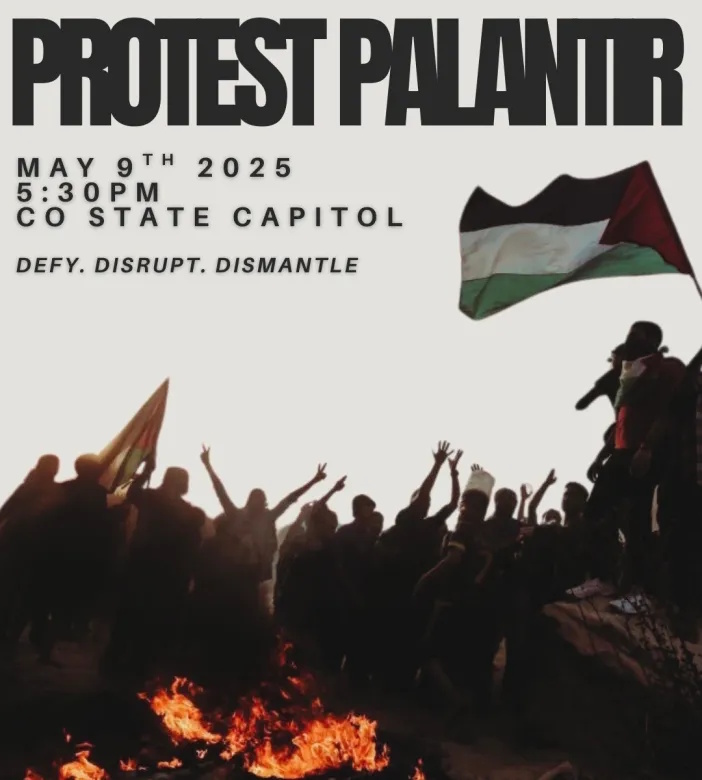 PROTEST PALANTIR
MAY 9TH 2025
5:30PM
CO STATE CAPITOL
DEFY. DISRUPT. DISMANTLE